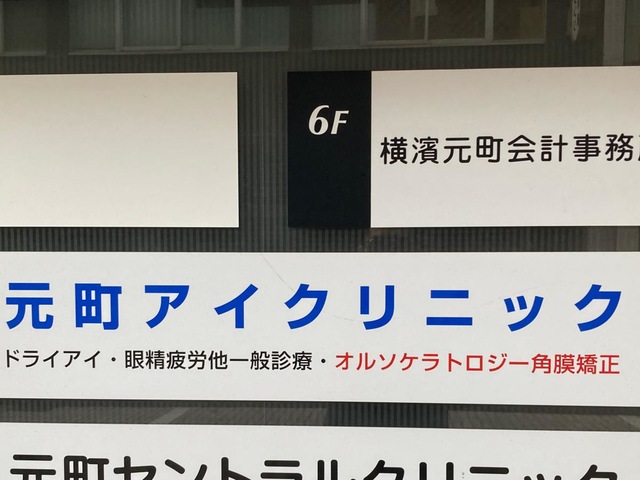 6F
横濱元町会計事務
元町アイクリニック
ドライアイ・眼精疲労他一般診療・オルソケラトロジー角膜矯正
元町セントラルクリニック